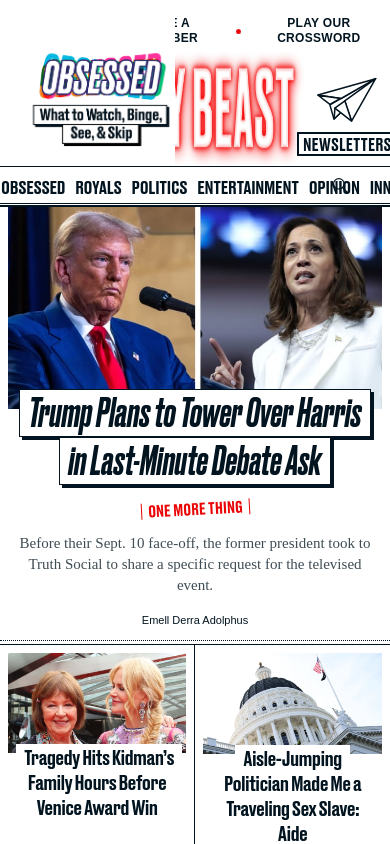 E A
BER
PLAY OUR
CROSSWORD
OBSESSED
What to Watch, Binge,
See, & Skip
Y BEAST
NEWSLETTERS
OBSESSED ROYALS POLITICS ENTERTAINMENT OPINION INN
Trump Plans to Tower Over Harris
in Last-Minute Debate Ask
ONE MORE THING
Before their Sept. 10 face-off, the former president took to
Truth Social to share a specific request for the televised
event.
Emell Derra Adolphus
Tragedy Hits Kidman’s
Family Hours Before
Venice Award Win
Aisle-Jumping
Politician Made Me a
Traveling Sex Slave:
Aide